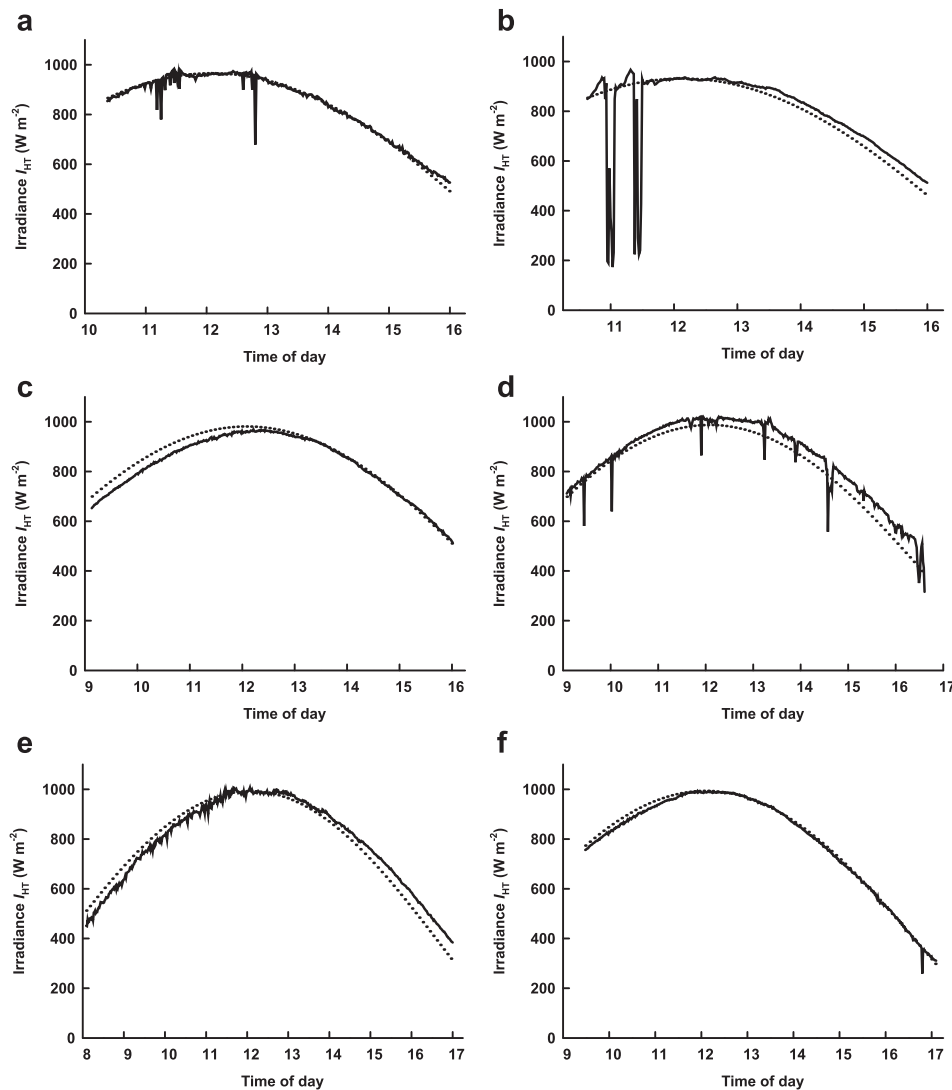 a
Irradiance I_HT (W m⁻²)
1000
800
600
400
200
0
10 11 12 13 14 15 16
Time of day
b
Irradiance I_HT (W m⁻²)
1000
800
600
400
200
0
11 12 13 14 15 16
Time of day
c
Irradiance I_HT (W m⁻²)
1000
800
600
400
200
0
9 10 11 12 13 14 15 16
Time of day
d
Irradiance I_HT (W m⁻²)
1000
800
600
400
200
0
9 10 11 12 13 14 15 16 17
Time of day
e
Irradiance I_HT (W m⁻²)
1000
800
600
400
200
0
8 9 10 11 12 13 14 15 16 17
Time of day
f
Irradiance I_HT (W m⁻²)
1000
800
600
400
200
0
9 10 11 12 13 14 15 16 17
Time of day